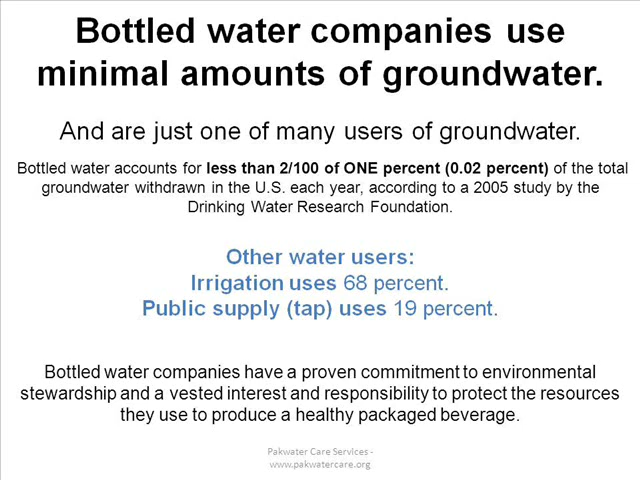 Bottled water companies use
minimal amounts of groundwater.
And are just one of many users of groundwater.
Bottled water accounts for less than 2/100 of ONE percent (0.02 percent) of the total
groundwater withdrawn in the U.S. each year, according to a 2005 study by the
Drinking Water Research Foundation.
Other water users:
Irrigation uses 68 percent.
Public supply (tap) uses 19 percent.
Bottled water companies have a proven commitment to environmental
stewardship and a vested interest and responsibility to protect the resources
they use to produce a healthy packaged beverage.
Pakwater Care Services -
www.pakwatercare.org